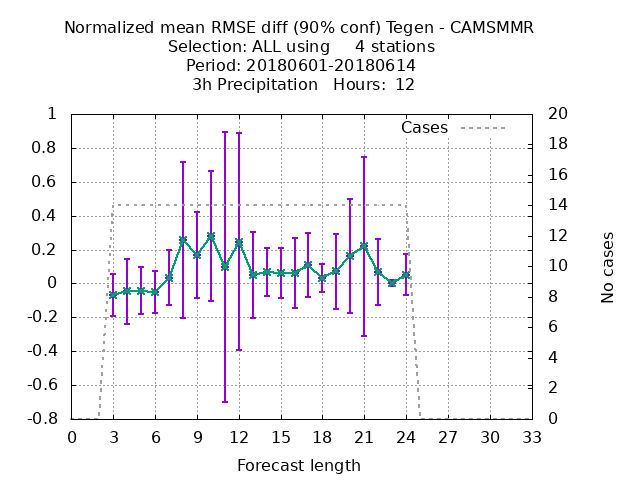 Normalized mean RMSE diff (90% conf) Tegen - CAMSMMR
Selection: ALL using     4 stations
Period: 20180601-20180614
3h Precipitation   Hours:  12
Cases
1
0.8
0.6
0.4
0.2
0
-0.2
-0.4
-0.6
-0.8
20
18
16
14
12
10
8
6
4
2
0
No cases
0 3 6 9 12 15 18 21 24 27 30 33
Forecast length